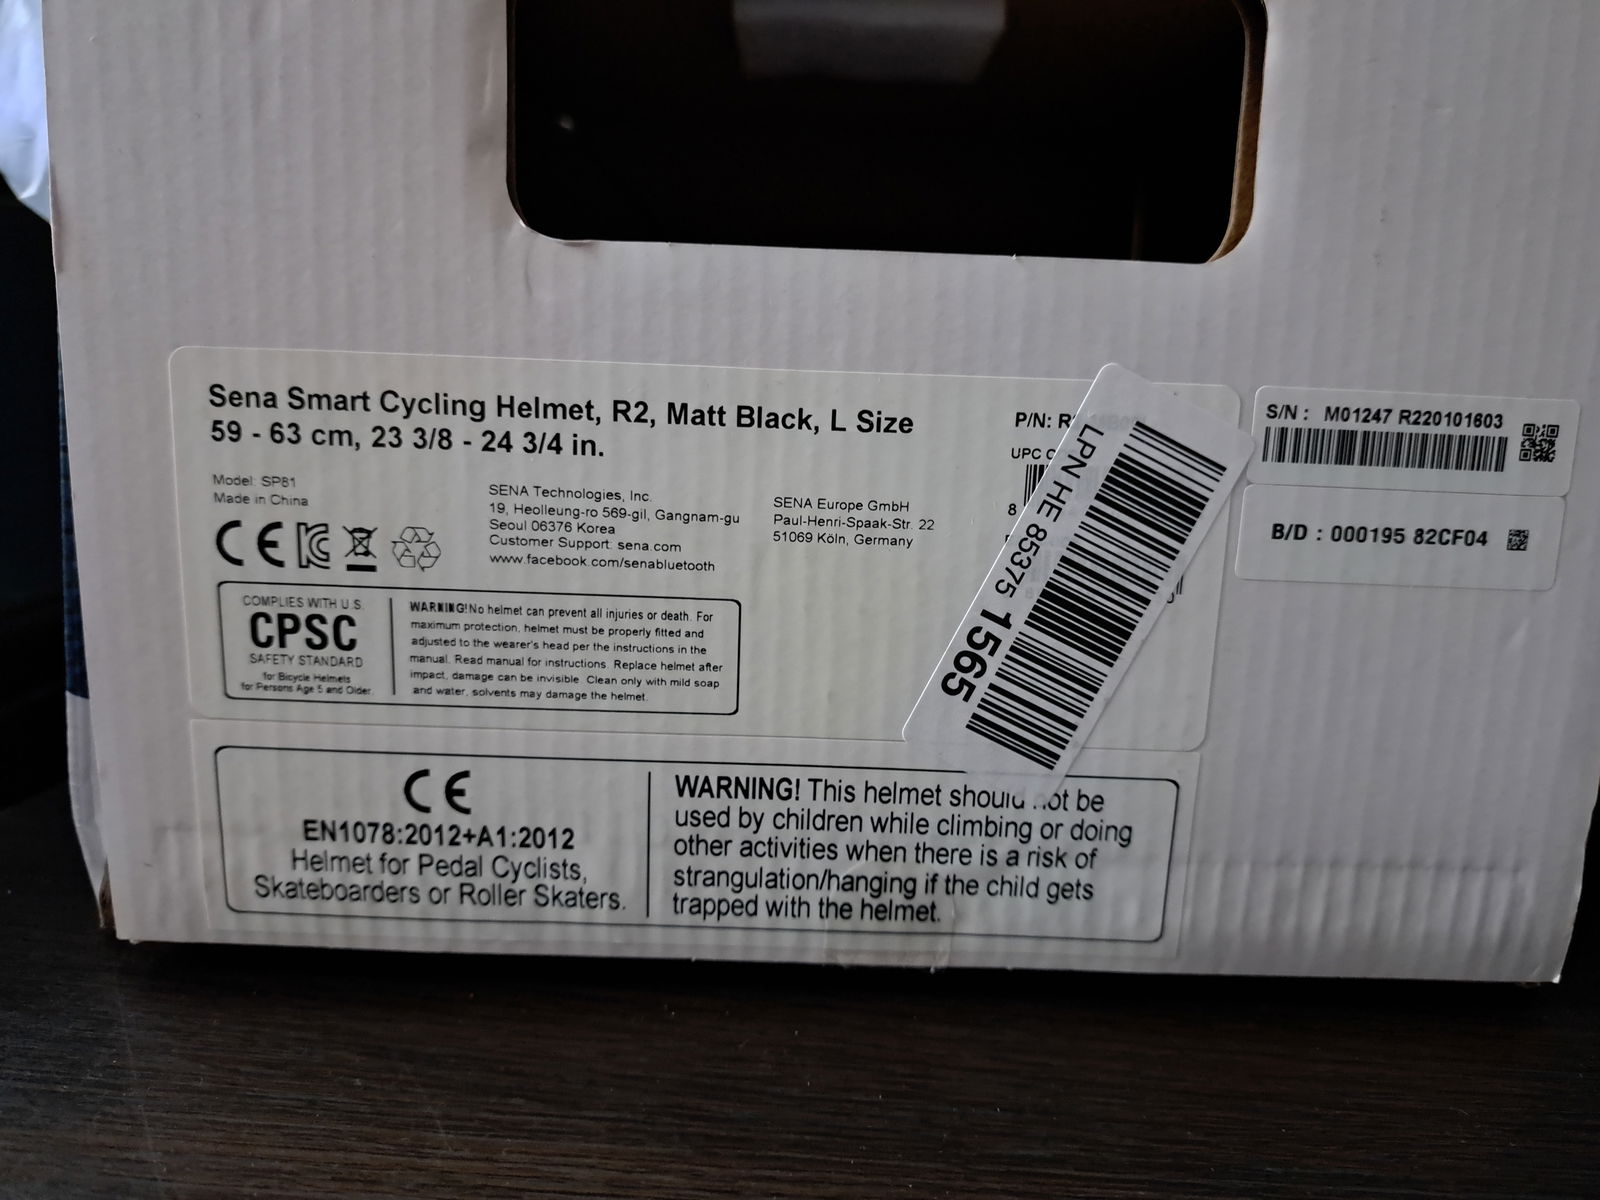 Sena Smart Cycling Helmet, R2, Matt Black, L Size
59 - 63 cm, 23 3/8 - 24 3/4 in.
Model: SP81
Made in China
SENA Technologies, Inc.
19, Heolleung-ro 569-gil, Gangnam-gu
Seoul 06376 Korea
Customer Support: sena.com
www.facebook.com/senabluetooth
SENA Europe GmbH
Paul-Henri-Spaak-Str. 22
51069 Köln, Germany
P/N:
UPC
8
LPN HE 85375 1565
S/N : M01247 R220101603
B/D : 000195 82CF04
CE
COMPLIES WITH U.S.
CPSC
SAFETY STANDARD
for Bicycle Helmets
for Persons Age 5 and Older.
WARNING! No helmet can prevent all injuries or death. For
maximum protection, helmet must be properly fitted and
adjusted to the wearer's head per the instructions in the
manual. Read manual for instructions. Replace helmet after
impact, damage can be invisible. Clean only with mild soap
and water, solvents may damage the helmet.
CE
EN1078:2012+A1:2012
Helmet for Pedal Cyclists,
Skateboarders or Roller Skaters.
WARNING! This helmet should not be
used by children while climbing or doing
other activities when there is a risk of
strangulation/hanging if the child gets
trapped with the helmet.